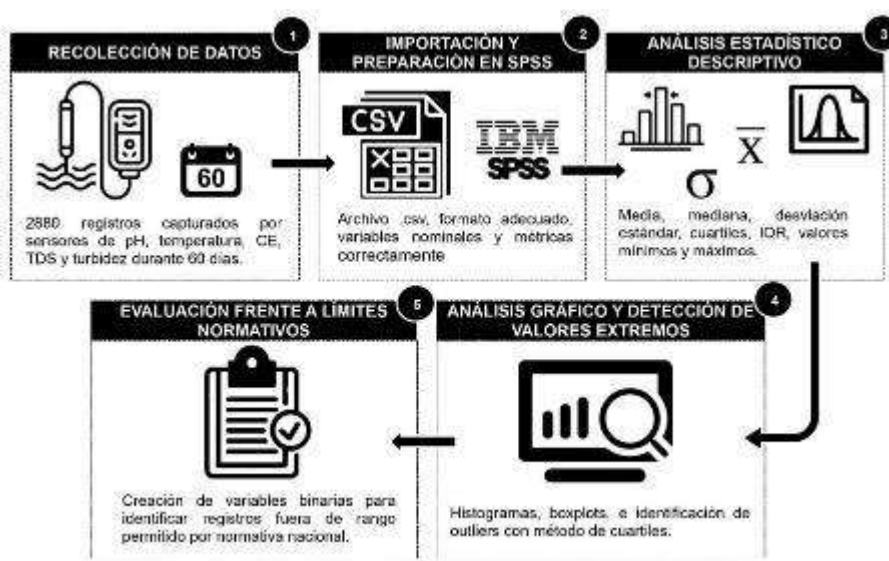 1
RECOLECCIÓN DE DATOS
60
2880 registros capturados por
sensores de pH, temperatura, CE,
TDS y turbidez durante 60 días.
2
IMPORTACIÓN Y
PREPARACIÓN EN SPSS
CSV
IBM
SPSS
Archivo .csv, formato adecuado,
variables nominales y métricas
correctamente
3
ANÁLISIS ESTADÍSTICO
DESCRIPTIVO
σ
x̄
Media, mediana, desviación
estándar, cuartiles, IQR, valores
mínimos y máximos.
4
ANÁLISIS GRÁFICO Y DETECCIÓN DE
VALORES EXTREMOS
Histogramas, boxplots, e identificación de
outliers con método de cuartiles.
5
EVALUACIÓN FRENTE A LÍMITES
NORMATIVOS
Creación de variables binarias para
identificar registros fuera de rango
permitido por normativa nacional.